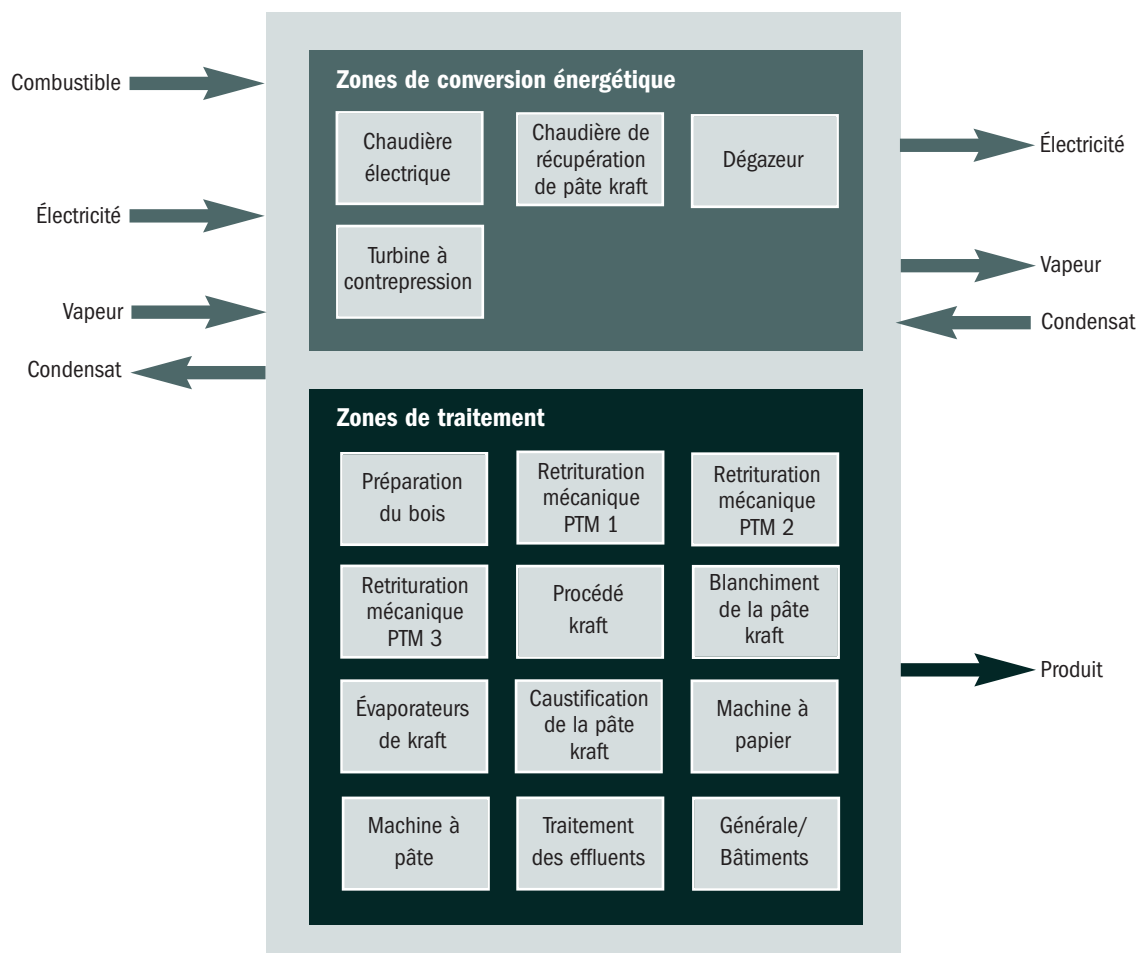 Combustible
Électricité
Vapeur
Condensat
Zones de conversion énergétique
Chaudière
électrique
Chaudière de
récupération
de pâte kraft
Dégazeur
Turbine à
contrepression
Électricité
Vapeur
Condensat
Zones de traitement
Préparation
du bois
Retrituration
mécanique
PTM 1
Retrituration
mécanique
PTM 2
Retrituration
mécanique
PTM 3
Procédé
kraft
Blanchiment
de la pâte
kraft
Évaporateurs
de kraft
Caustification
de la pâte
kraft
Machine à
papier
Machine à
pâte
Traitement
des effluents
Générale/
Bâtiments
Produit